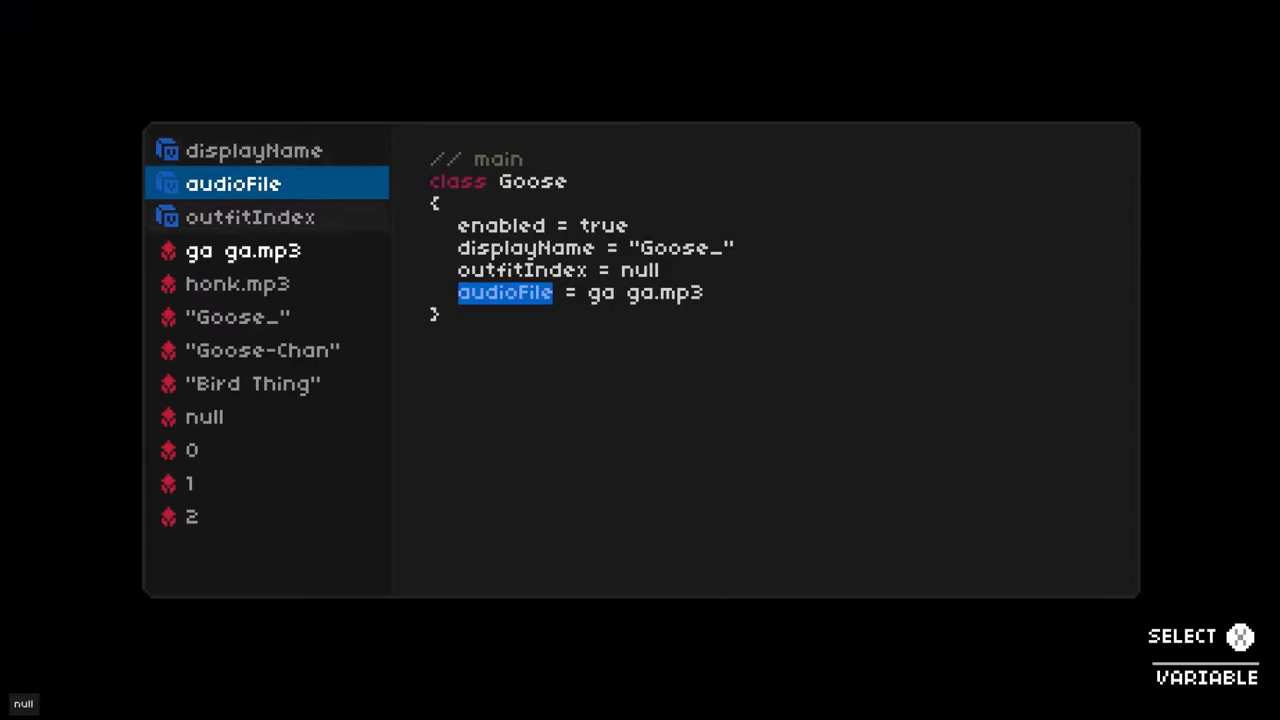 displayName
audioFile
outfitIndex
ga ga.mp3
honk.mp3
"Goose_"
"Goose-Chan"
"Bird Thing"
null
0
1
2
// main
class Goose
{
enabled = true
displayName = "Goose_"
outfitIndex = null
audioFile = ga ga.mp3
}
SELECT X
VARIABLE
null